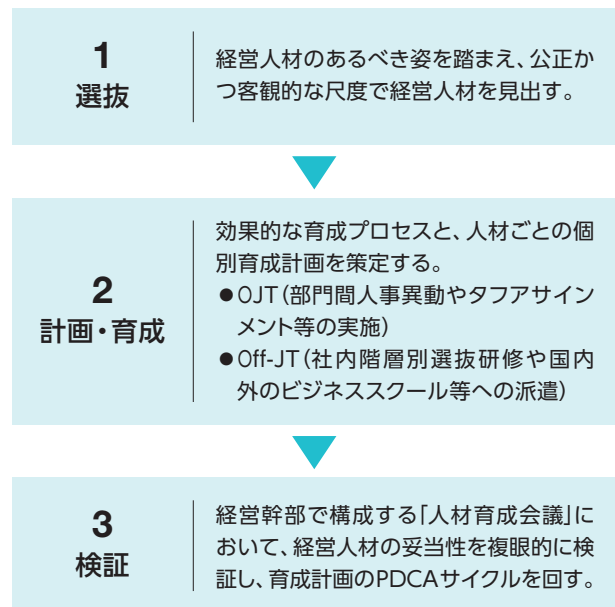 1
選抜
経営人材のあるべき姿を踏まえ、公正か
つ客観的な尺度で経営人材を見出す。
2
計画・育成
効果的な育成プロセスと、人材ごとの個
別育成計画を策定する。
●OJT(部門間人事異動やタフアサイン
メント等の実施)
●Off-JT(社内階層別選抜研修や国内
外のビジネススクール等への派遣)
3
検証
経営幹部で構成する「人材育成会議」に
おいて、経営人材の妥当性を複眼的に検
証し、育成計画のPDCAサイクルを回す。